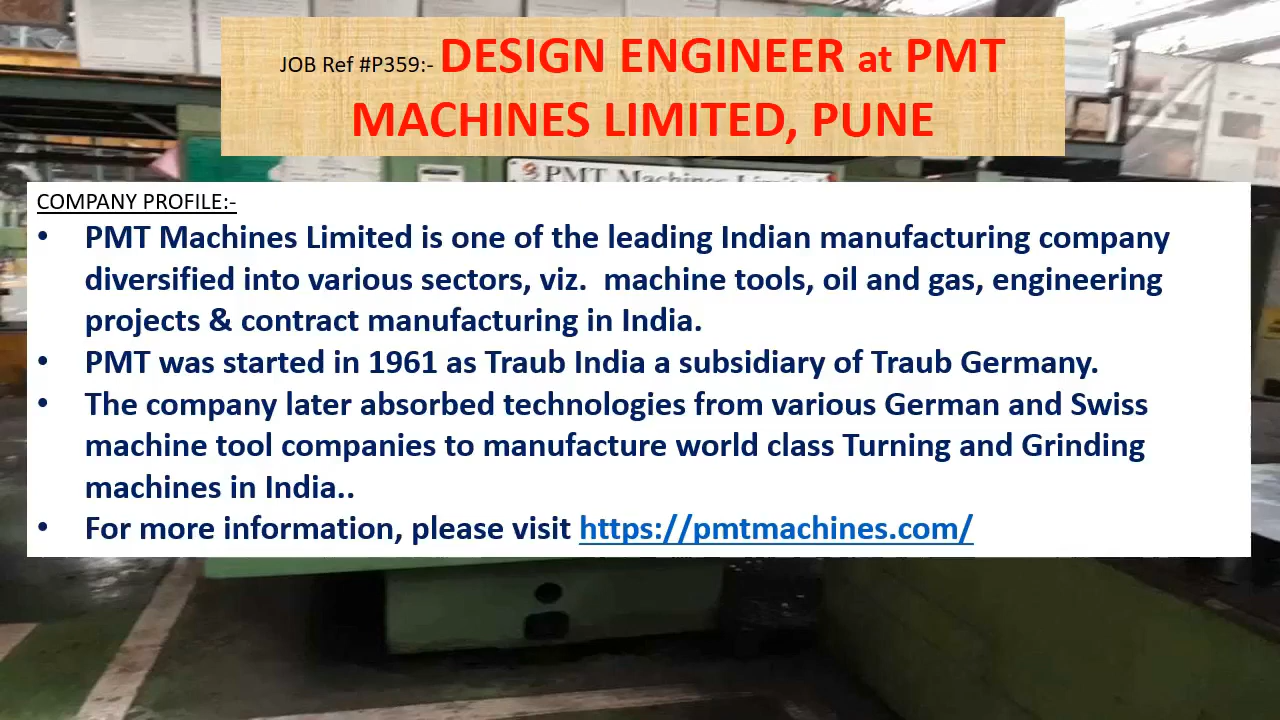 JOB Ref #P359:- DESIGN ENGINEER at PMT
MACHINES LIMITED, PUNE
PMT Machines
COMPANY PROFILE:-
• PMT Machines Limited is one of the leading Indian manufacturing company
diversified into various sectors, viz.  machine tools, oil and gas, engineering
projects & contract manufacturing in India.
• PMT was started in 1961 as Traub India a subsidiary of Traub Germany.
• The company later absorbed technologies from various German and Swiss
machine tool companies to manufacture world class Turning and Grinding
machines in India..
• For more information, please visit https://pmtmachines.com/